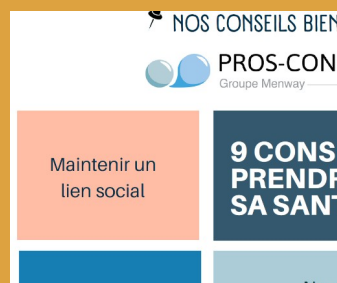 NOS CONSEILS BIEN
PROS-CON
Groupe Menway
Maintenir un
lien social
9 CONS
PRENDR
SA SANT